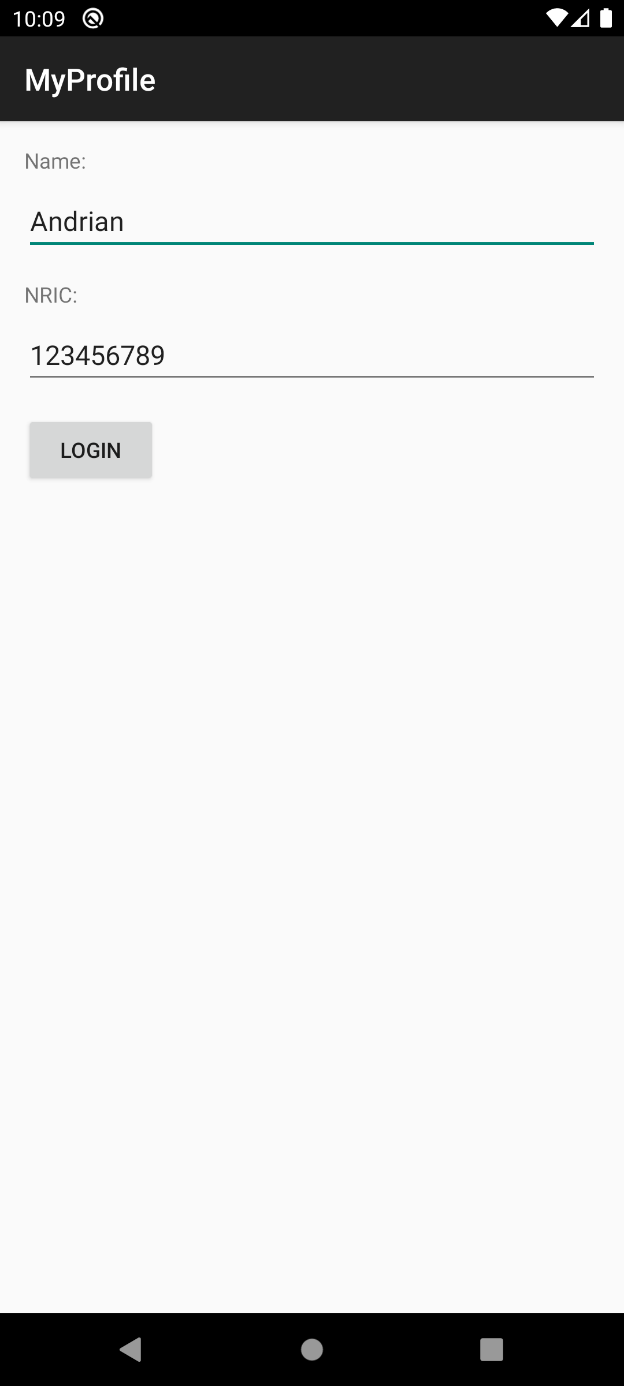 10:09
MyProfile
Name:
Andrian
NRIC:
123456789
LOGIN